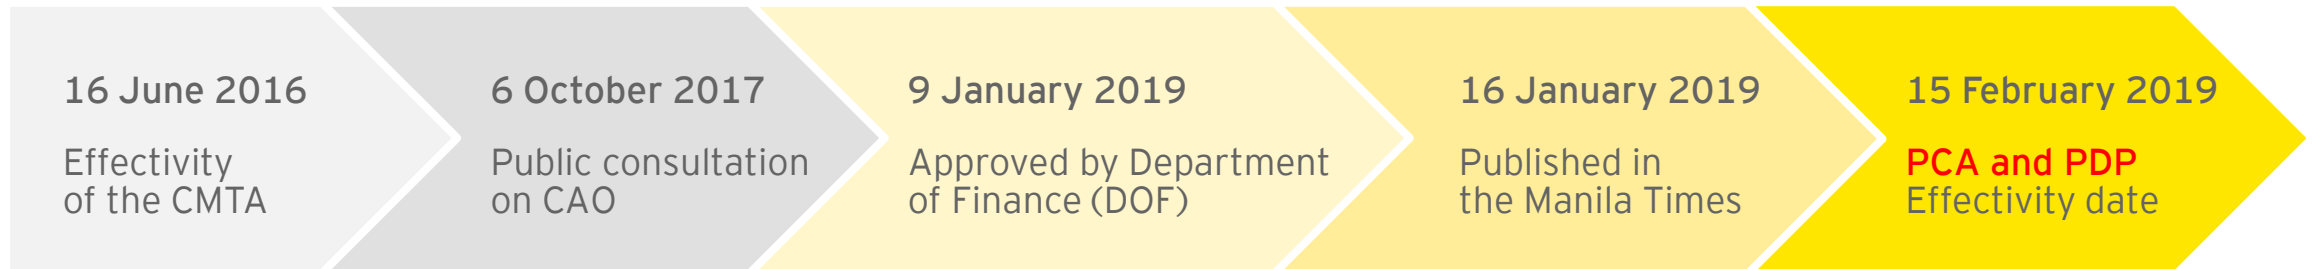 16 June 2016
Effectivity
of the CMTA
6 October 2017
Public consultation
on CAO
9 January 2019
Approved by Department
of Finance (DOF)
16 January 2019
Published in
the Manila Times
15 February 2019
PCA and PDP
Effectivity date